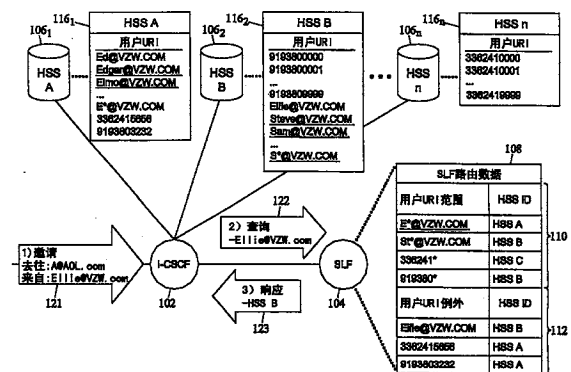 106₁
116₁
HSS A
用户URI
Ed@VZW.COM
Edgar@VZW.COM
Elmo@VZW.COM
...
E*@VZW.COM
3362415656
9193803232
HSS A
106₂
116₂
HSS B
用户URI
9193800000
9193800001
...
9193809999
Ellie@VZW.COM
Steve@VZW.COM
Sam@VZW.COM
...
S*@VZW.COM
HSS B
106n
116n
HSS n
用户URI
3362410000
3362410001
...
3362419999
HSS n
1)邀请
去往:A@AOL.com
来自:Ellie@VZW.com
121
I-CSCF
102
122
2) 查询
-Ellie@VZW.com
3) 响应
-HSS B
123
SLF
104
108
SLF路由数据
用户URI范围 HSS ID
E*@VZW.COM HSS A
St*@VZW.COM HSS B
336241* HSS C
919380* HSS B
110
用户URI例外 HSS ID
Ellie@VZW.COM HSS B
3362415656 HSS A
9193803232 HSS A
112